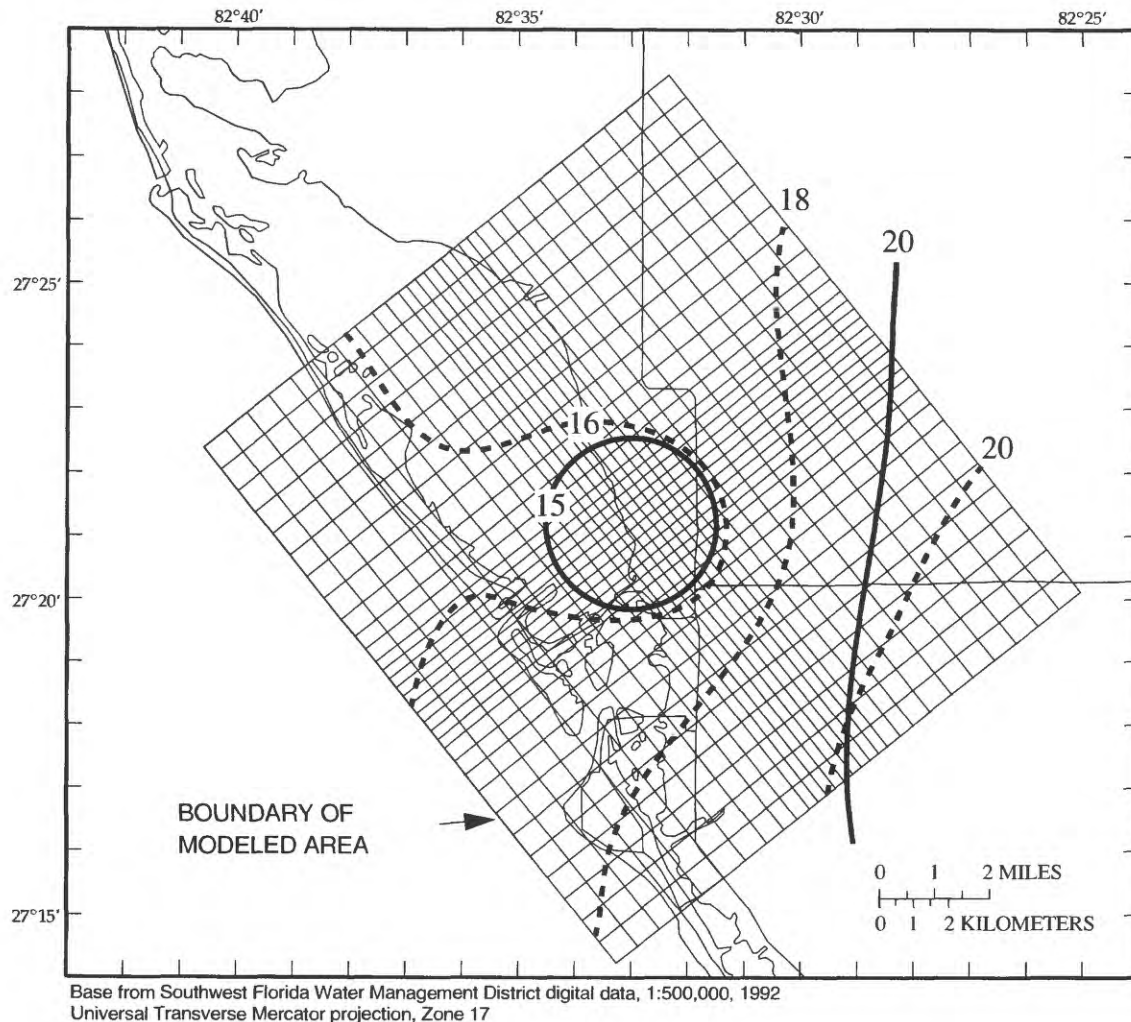 82°40′ 82°35′ 82°30′ 82°25′
18
20
27°25′
16
20
15
27°20′
BOUNDARY OF
MODELED AREA
0 1 2 MILES
0 1 2 KILOMETERS
27°15′
Base from Southwest Florida Water Management District digital data, 1:500,000, 1992
Universal Transverse Mercator projection, Zone 17